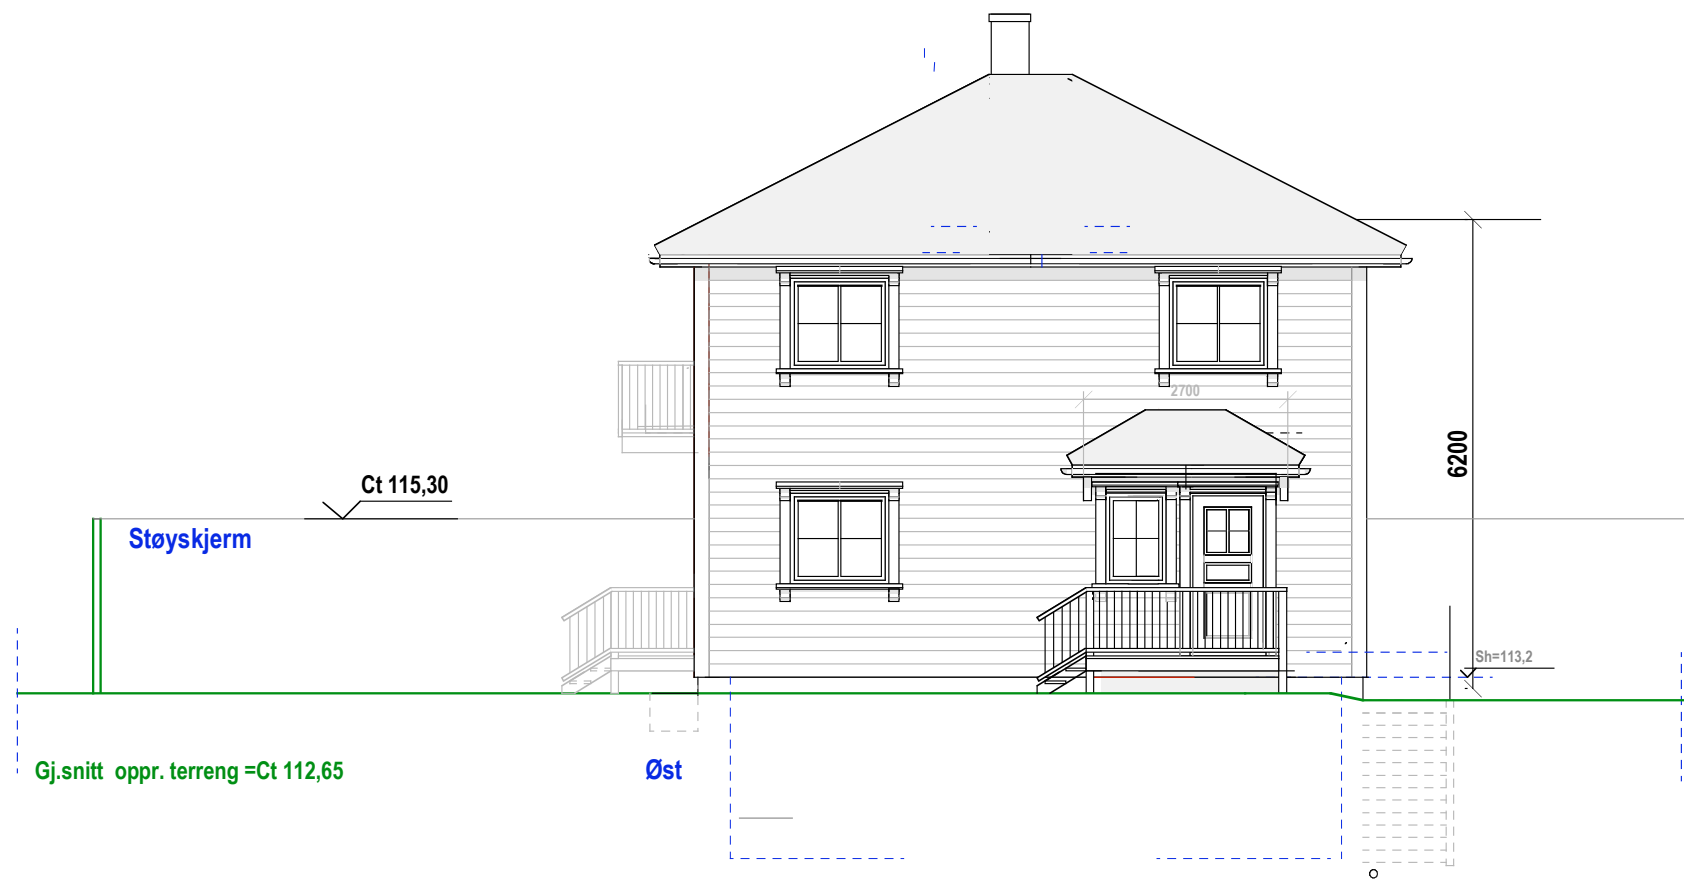 2700
6200
Ct 115,30
Støyskjerm
Sh=113,2
Gj.snitt oppr. terreng =Ct 112,65
Øst